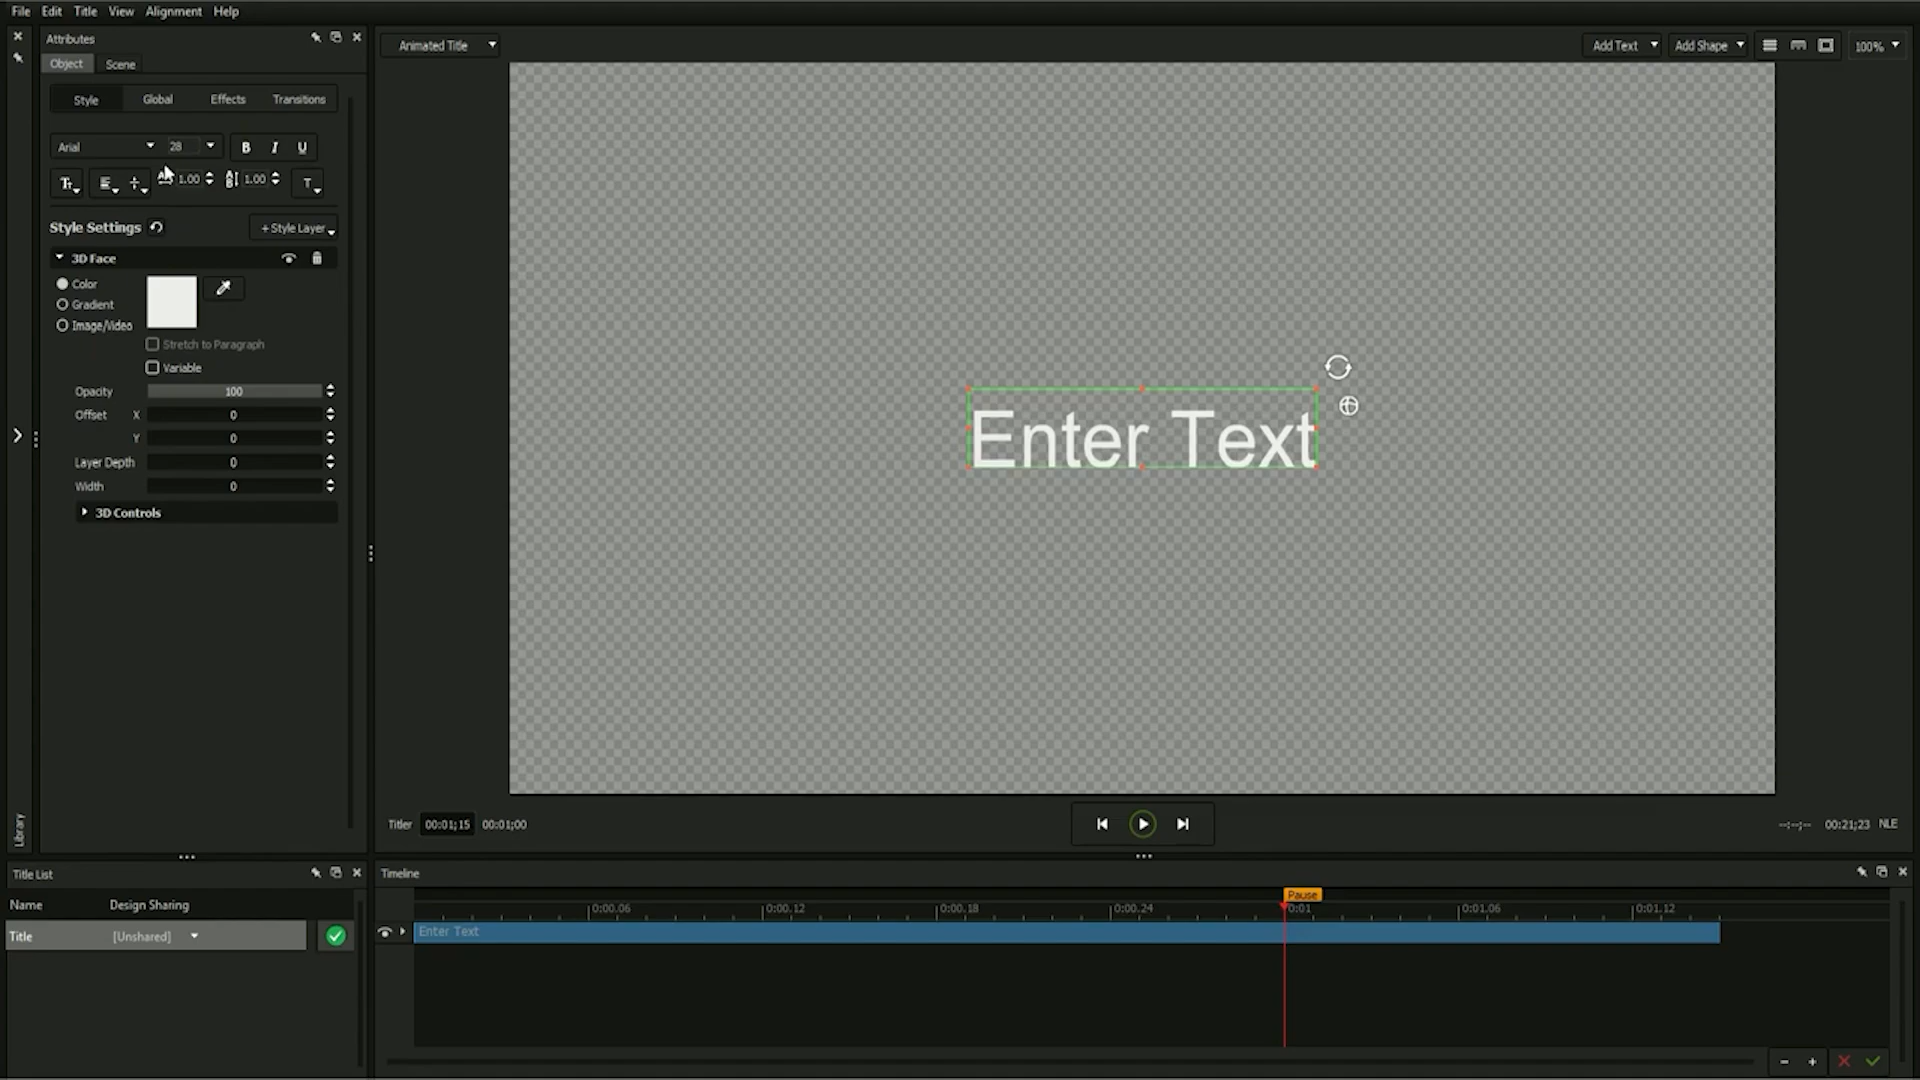 File Edit Title View Alignment Help
Attributes
Object Scene
Style Global Effects Transitions
Arial 28 B I U
1.00 1.00 T
Style Settings + Style Layer
3D Face
Color
Gradient
Image/Video
Stretch to Paragraph
Variable
Opacity 100
Offset X 0
Y 0
Layer Depth 0
Width 0
3D Controls
Library
Animated Title Add Text Add Shape 100%
Enter Text
Titler 00:01;15 00:01;00 --:--;-- 00:21;23 NLE
Title List
Name Design Sharing
Title [Unshared]
Timeline
Pause
0:00.06 0:00.12 0:00.18 0:00.24 0:01 0:01.06 0:01.12
Enter Text